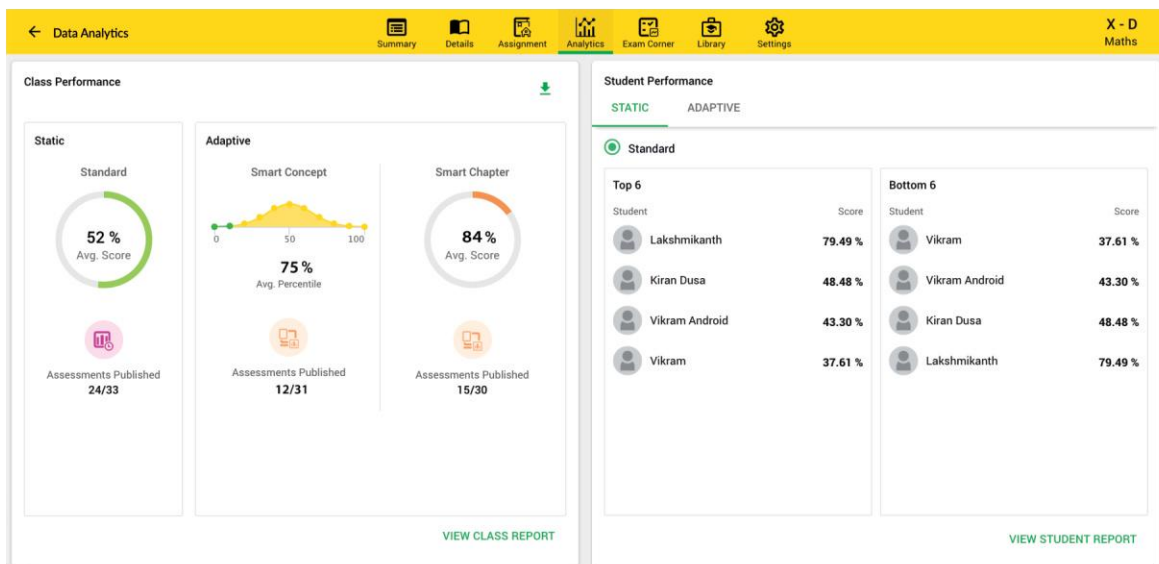 Data Analytics
Summary
Details
Assignment
Analytics
Exam Corner
Library
Settings
X - D
Maths
Class Performance
Static
Standard
52 %
Avg. Score
Assessments Published
24/33
Adaptive
Smart Concept
0 50 100
75 %
Avg. Percentile
Assessments Published
12/31
Smart Chapter
84 %
Avg. Score
Assessments Published
15/30
VIEW CLASS REPORT
Student Performance
STATIC ADAPTIVE
Standard
Top 6
Student Score
Lakshmikanth 79.49 %
Kiran Dusa 48.48 %
Vikram Android 43.30 %
Vikram 37.61 %
Bottom 6
Student Score
Vikram 37.61 %
Vikram Android 43.30 %
Kiran Dusa 48.48 %
Lakshmikanth 79.49 %
VIEW STUDENT REPORT